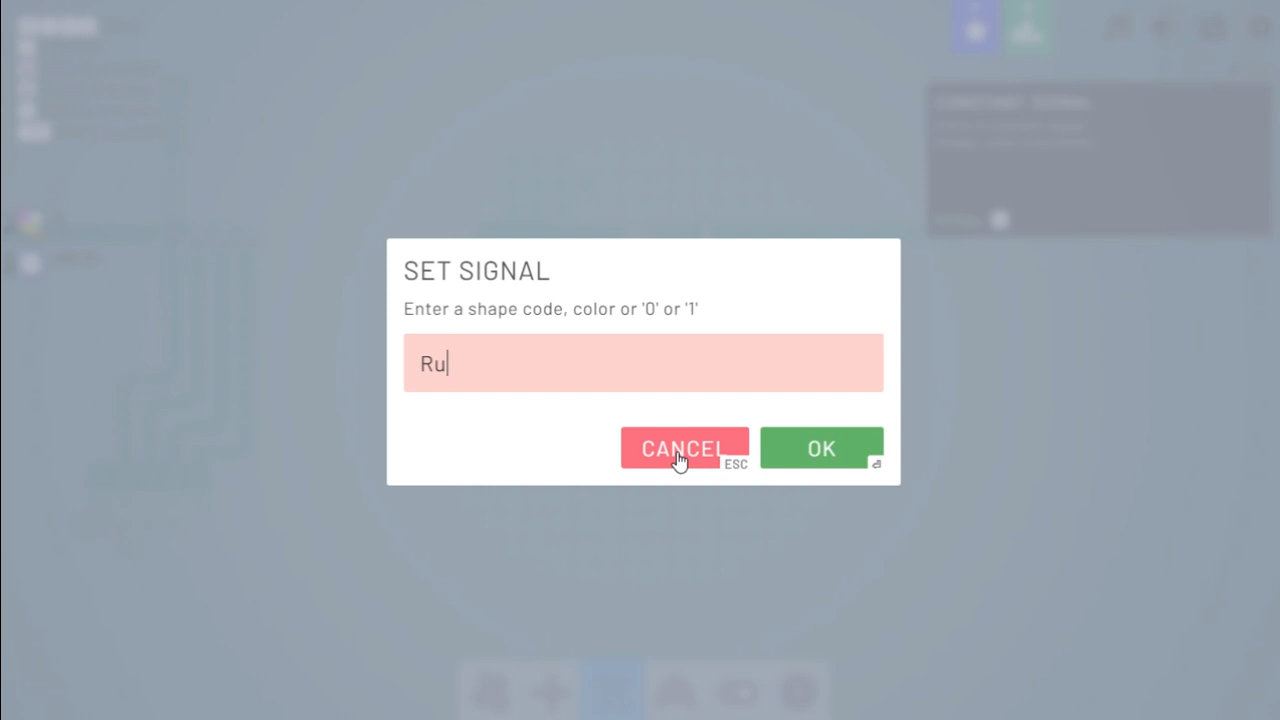 SET SIGNAL
Enter a shape code, color or '0' or '1'
Ru
CANCEL
ESC
OK